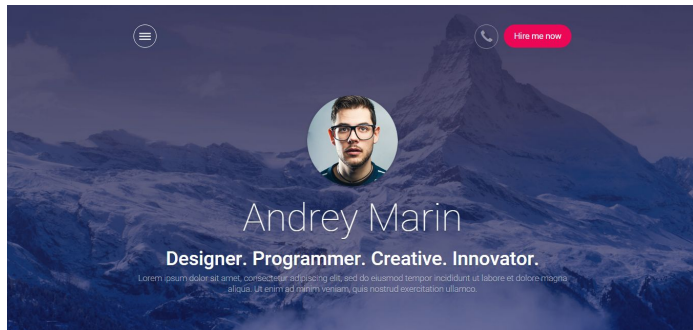 Hire me now
Andrey Marin
Designer. Programmer. Creative. Innovator.
Lorem ipsum dolor sit amet, consectetur adipiscing elit, sed do eiusmod tempor incididunt ut labore et dolore magna
aliqua. Ut enim ad minim veniam, quis nostrud exercitation ullamco.